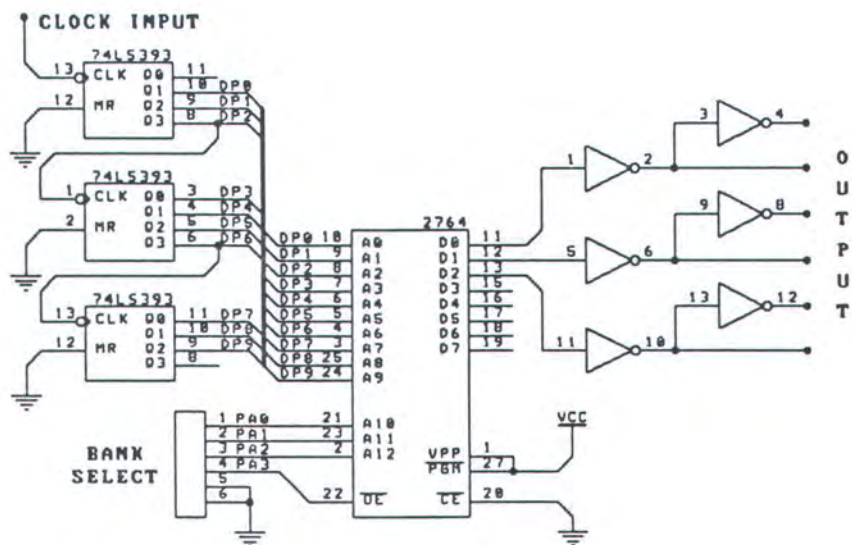 CLOCK IMPUT
74LS393
13 CLK Q0 11
Q1 10 DP0
12 MR Q2 9 DP1
Q3 8 DP2
74LS393
1 CLK Q0 3 DP3
Q1 4 DP4
2 MR Q2 5 DP5
Q3 6 DP6
74LS393
13 CLK Q0 11 DP7
Q1 10 DP8
12 MR Q2 9 DP9
Q3 8
2764
DP0 10 A0 D0 11
DP1 9 A1 D1 12
DP2 8 A2 D2 13
DP3 7 A3 D3 15
DP4 6 A4 D4 16
DP5 5 A5 D5 17
DP6 4 A6 D6 18
DP7 3 A7 D7 19
DP8 25 A8
DP9 24 A9
21 A10
23 A11
2 A12
VPP 1
PGM 27
22 OE CE 20
VCC
BANK
SELECT
1 PA0
2 PA1
3 PA2
4 PA3
5
6
1 2
3 4
5 6
9 8
11 10
13 12
OUTPUT